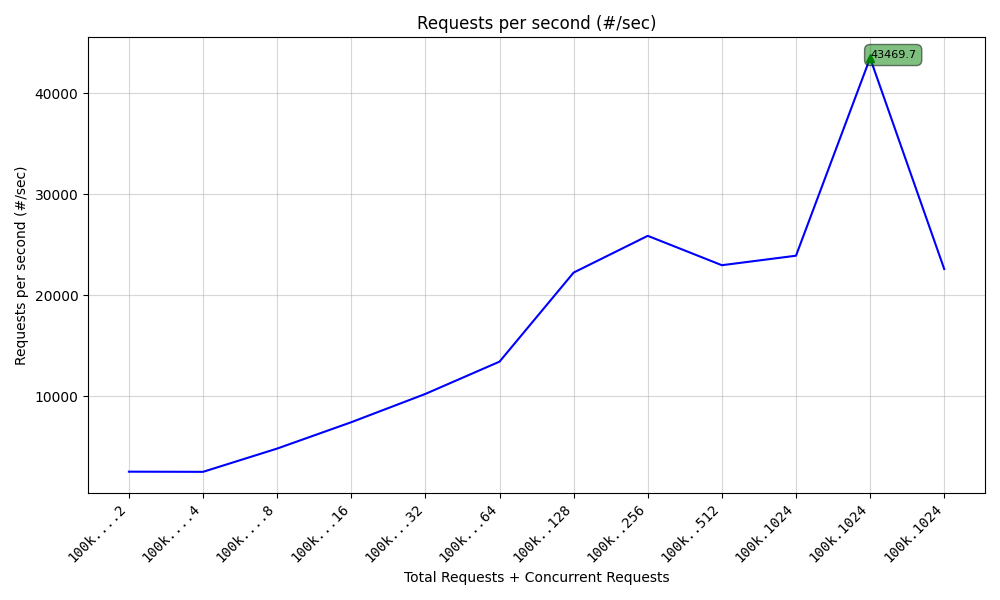 Requests per second (#/sec)
43469.7
40000
30000
20000
10000
Requests per second (#/sec)
100k....2
100k....4
100k....8
100k...16
100k...32
100k...64
100k..128
100k..256
100k..512
100k.1024
100k.1024
100k.1024
Total Requests + Concurrent Requests